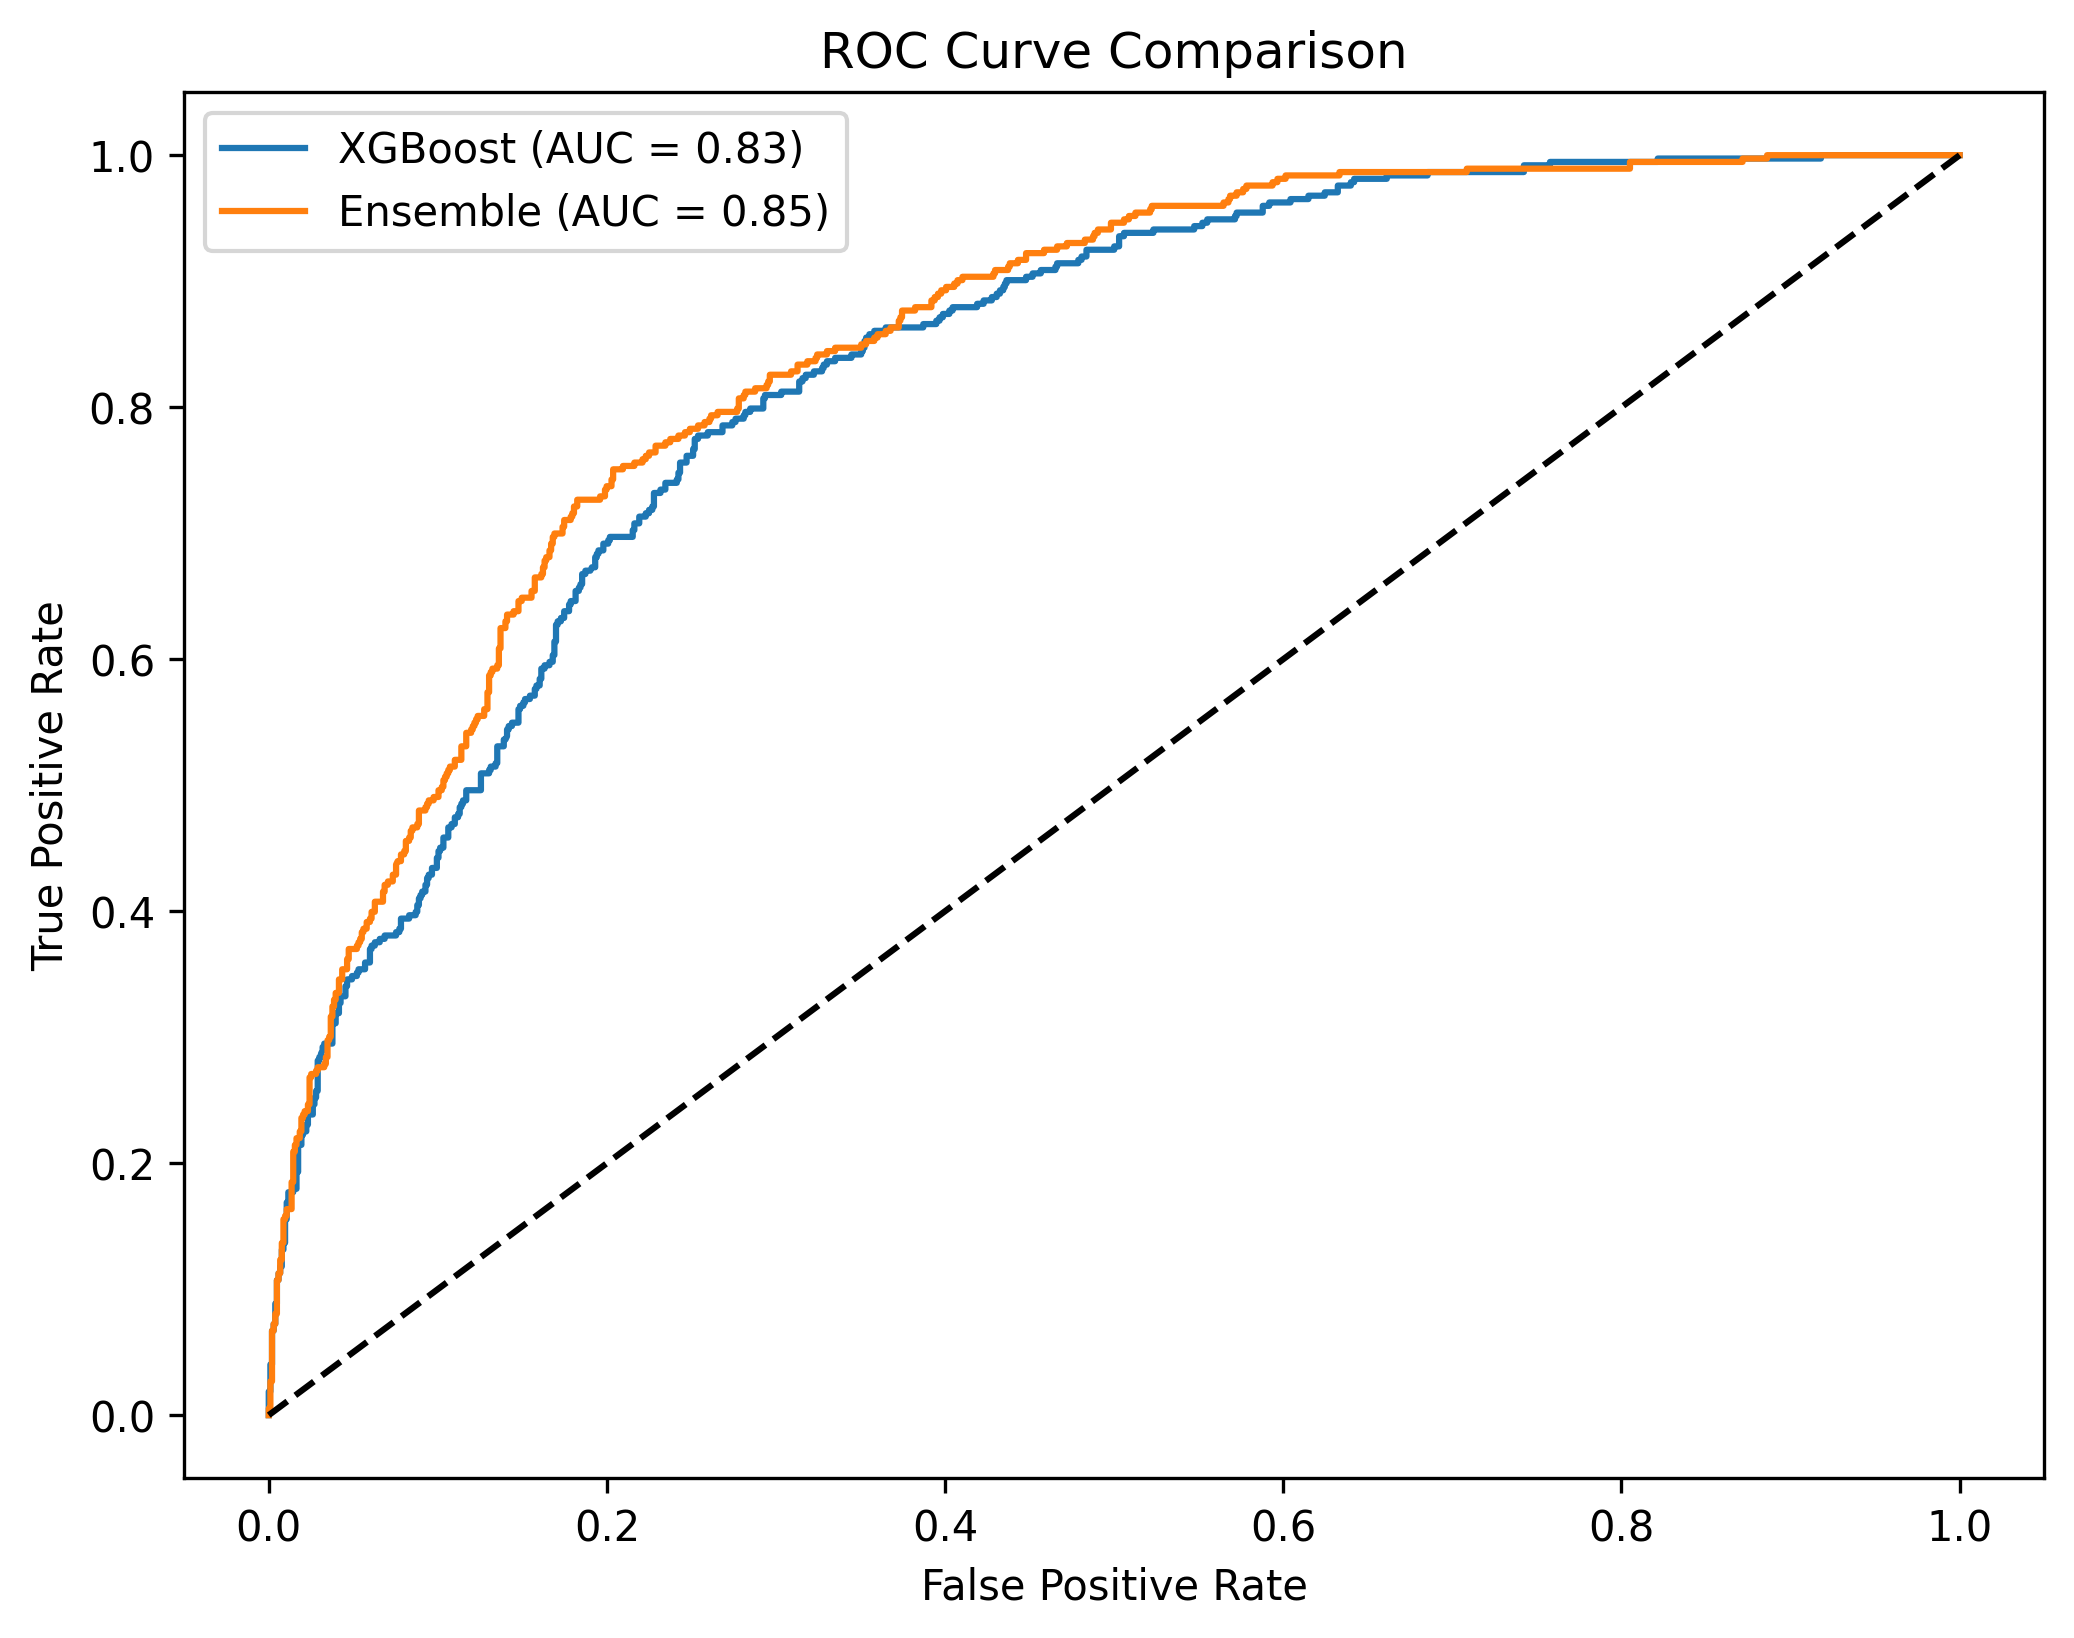 ROC Curve Comparison
XGBoost (AUC = 0.83)
Ensemble (AUC = 0.85)
True Positive Rate
1.0
0.8
0.6
0.4
0.2
0.0
0.0 0.2 0.4 0.6 0.8 1.0
False Positive Rate